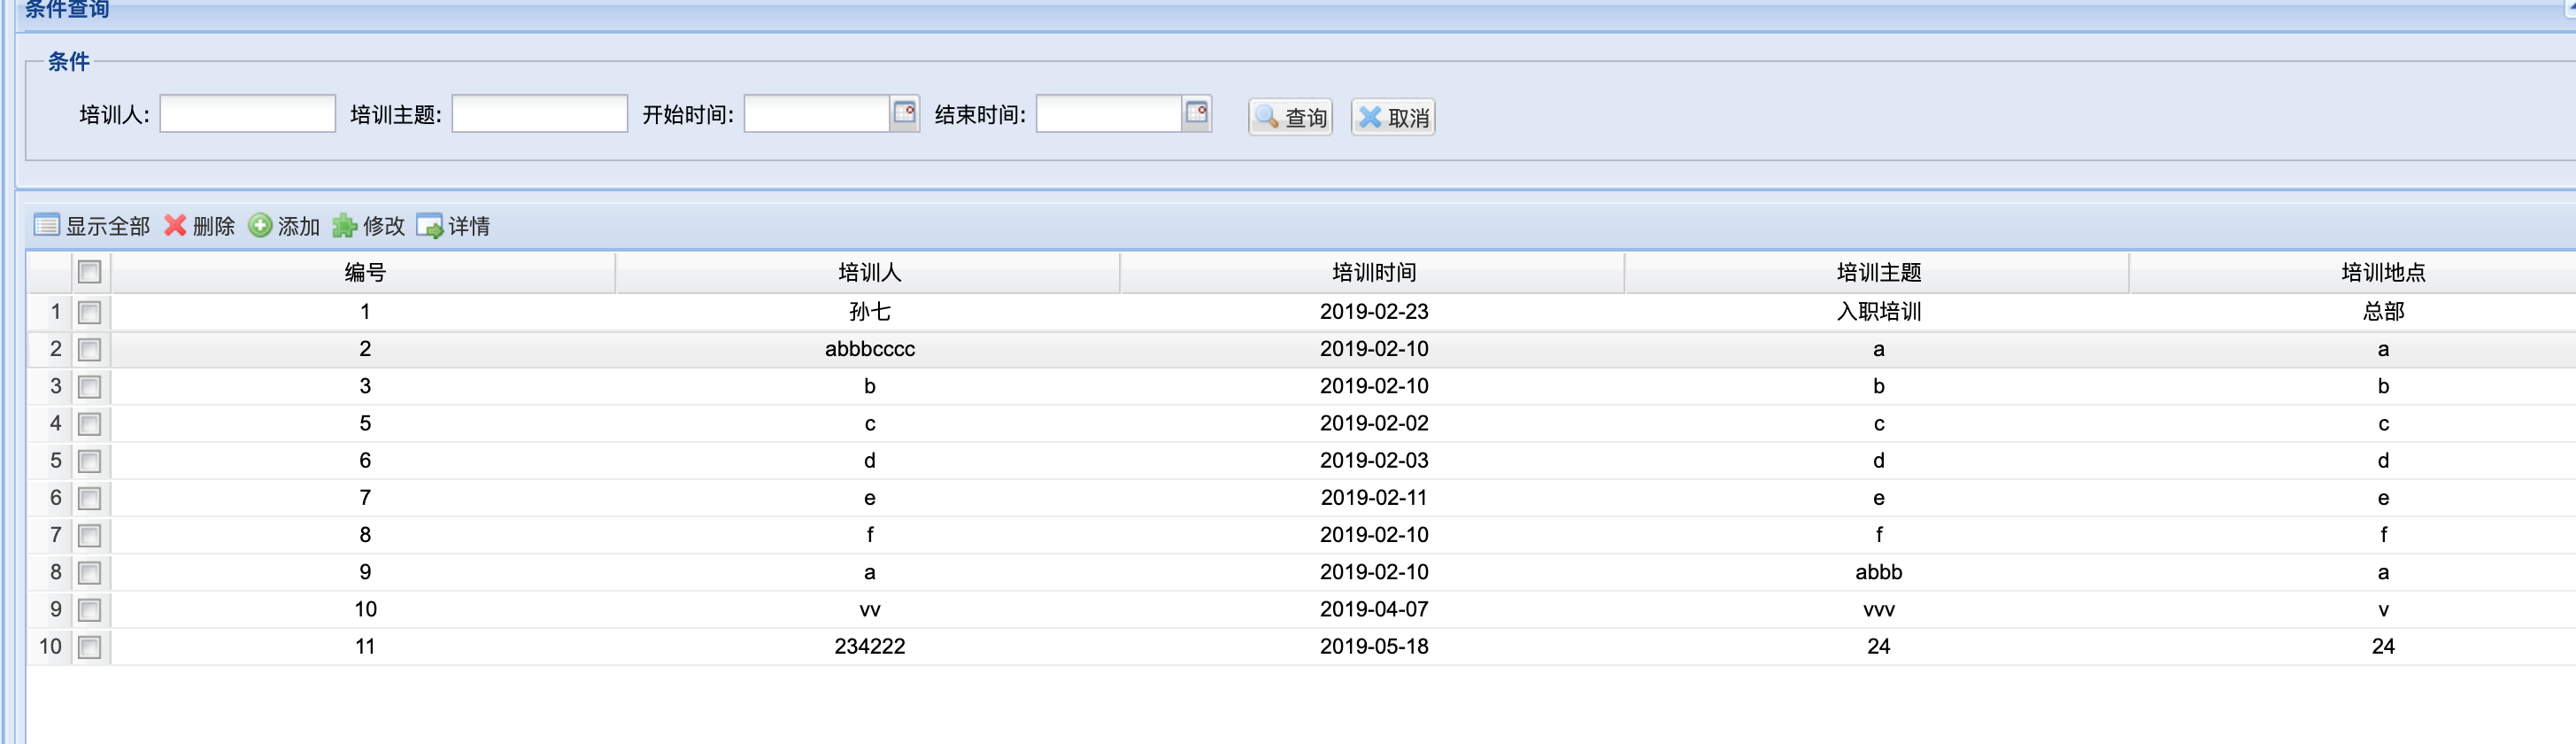 条件查询
条件
培训人: 培训主题: 开始时间: 结束时间: 查询 取消
显示全部 删除 添加 修改 详情
编号 培训人 培训时间 培训主题 培训地点
1 1 孙七 2019-02-23 入职培训 总部
2 2 abbbcccc 2019-02-10 a a
3 3 b 2019-02-10 b b
4 5 c 2019-02-02 c c
5 6 d 2019-02-03 d d
6 7 e 2019-02-11 e e
7 8 f 2019-02-10 f f
8 9 a 2019-02-10 abbb a
9 10 vv 2019-04-07 vvv v
10 11 234222 2019-05-18 24 24